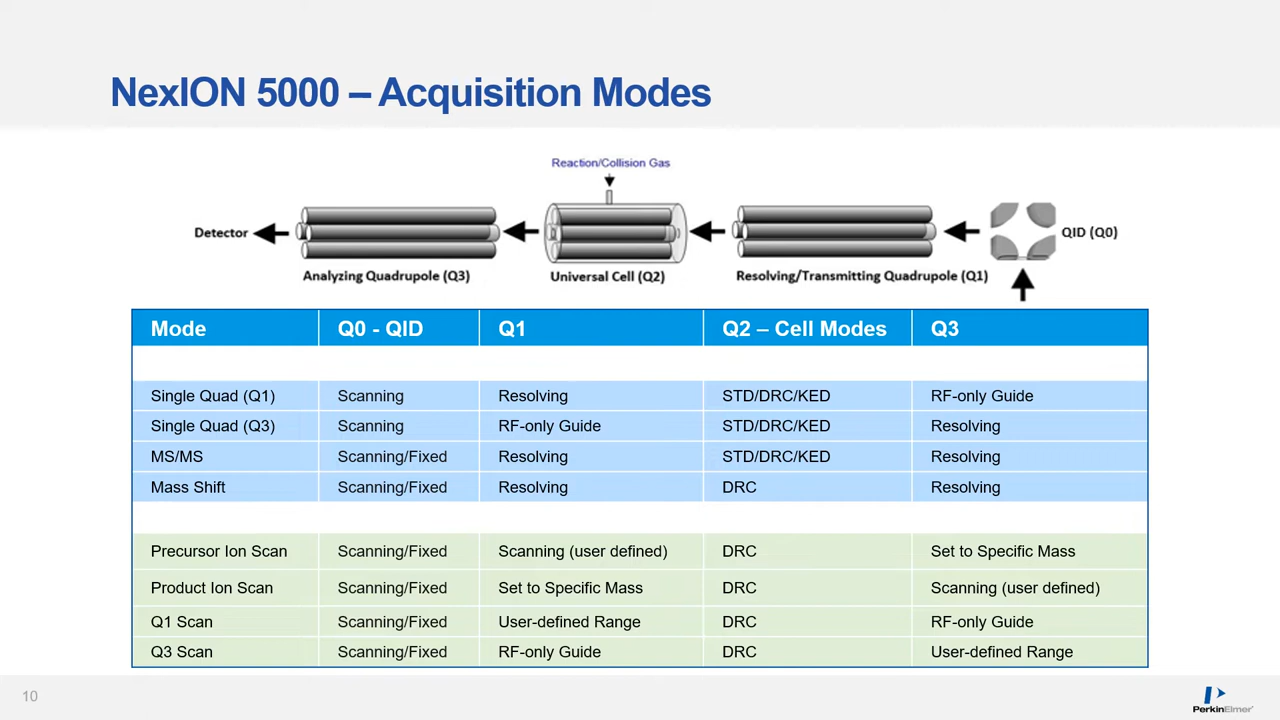 NexION 5000 – Acquisition Modes
Reaction/Collision Gas
Detector
QID (Q0)
Analyzing Quadrupole (Q3)
Universal Cell (Q2)
Resolving/Transmitting Quadrupole (Q1)
Mode Q0 - QID Q1 Q2 – Cell Modes Q3
Single Quad (Q1) Scanning Resolving STD/DRC/KED RF-only Guide
Single Quad (Q3) Scanning RF-only Guide STD/DRC/KED Resolving
MS/MS Scanning/Fixed Resolving STD/DRC/KED Resolving
Mass Shift Scanning/Fixed Resolving DRC Resolving
Precursor Ion Scan Scanning/Fixed Scanning (user defined) DRC Set to Specific Mass
Product Ion Scan Scanning/Fixed Set to Specific Mass DRC Scanning (user defined)
Q1 Scan Scanning/Fixed User-defined Range DRC RF-only Guide
Q3 Scan Scanning/Fixed RF-only Guide DRC User-defined Range
10
PerkinElmer